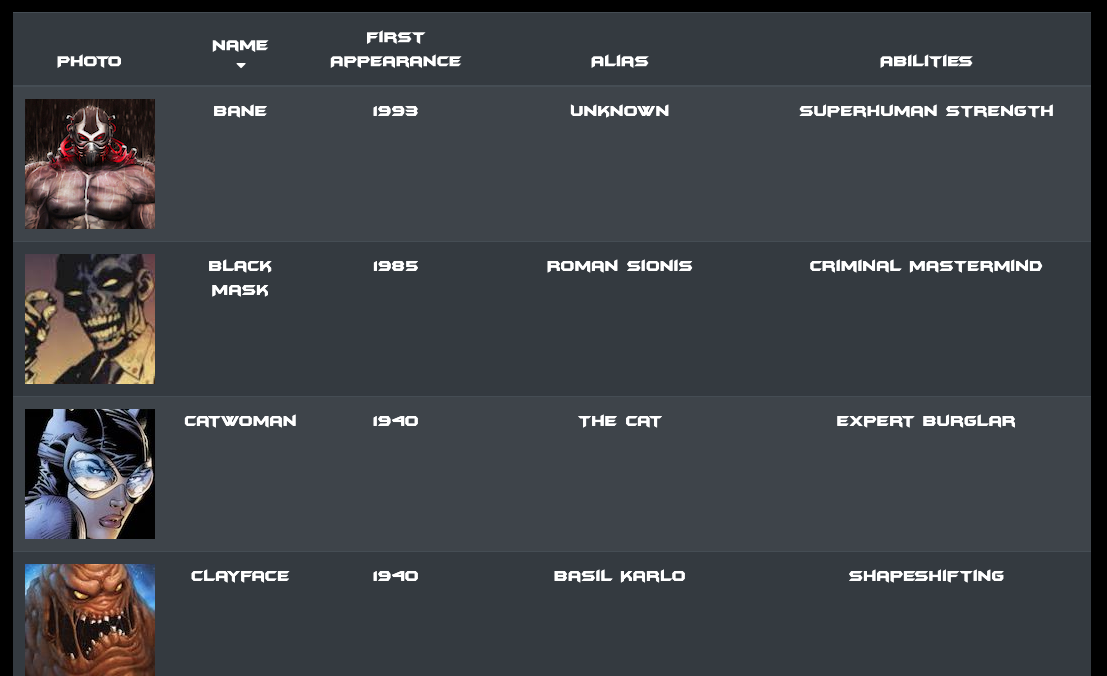 PHOTO
NAME
FIRST
APPEARANCE
ALIAS
ABILITIES
BANE
1993
UNKNOWN
SUPERHUMAN STRENGTH
BLACK
MASK
1985
ROMAN SIONIS
CRIMINAL MASTERMIND
CATWOMAN
1940
THE CAT
EXPERT BURGLAR
CLAYFACE
1940
BASIL KARLO
SHAPESHIFTING